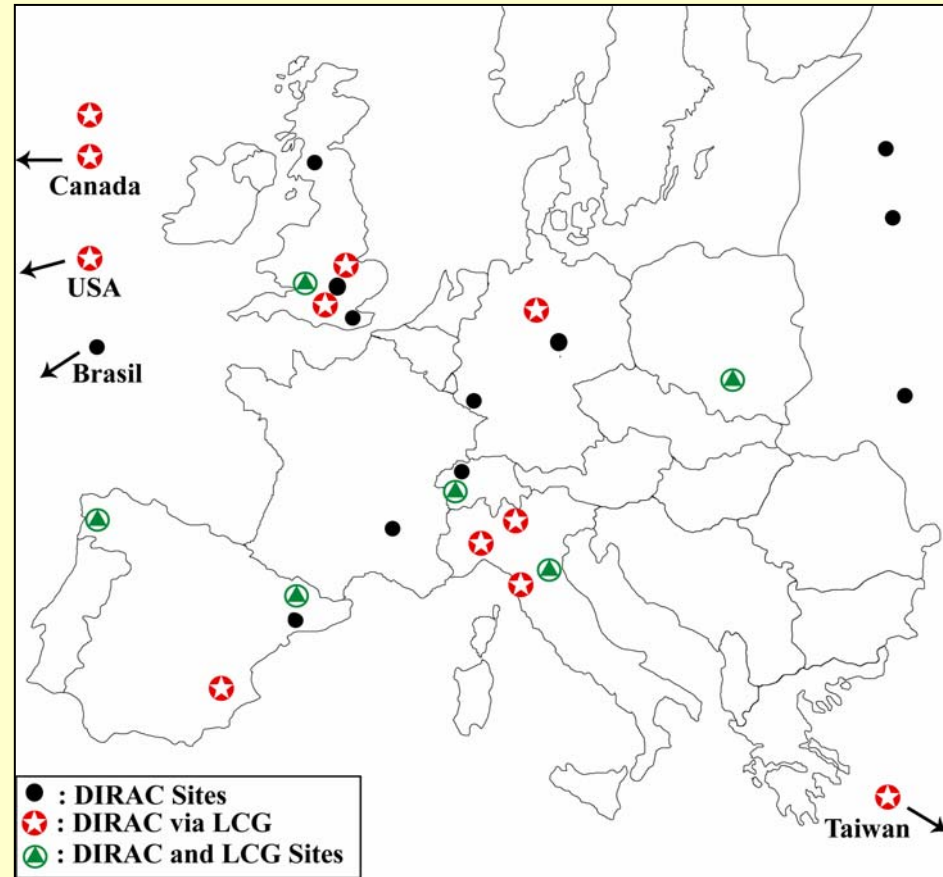 Canada
USA
Brasil
Taiwan
: DIRAC Sites
: DIRAC via LCG
: DIRAC and LCG Sites